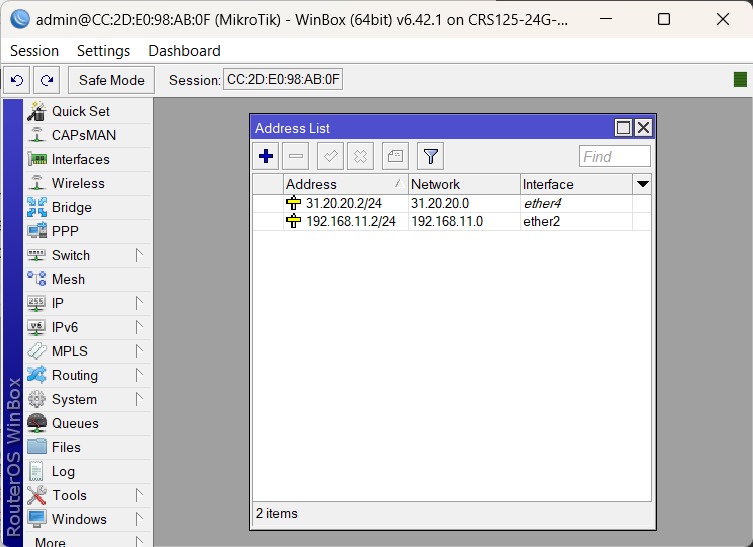 admin@CC:2D:E0:98:AB:0F (MikroTik) - WinBox (64bit) v6.42.1 on CRS125-24G-...
Session Settings Dashboard
Safe Mode Session: CC:2D:E0:98:AB:0F
Quick Set
CAPsMAN
Interfaces
Wireless
Bridge
PPP
Switch
Mesh
255 IP
v6 IPv6
MPLS
Routing
System
Queues
Files
Log
Tools
Windows
More
RouterOS WinBox
Address List
Find
Address Network Interface
31.20.20.2/24 31.20.20.0 ether4
192.168.11.2/24 192.168.11.0 ether2
2 items